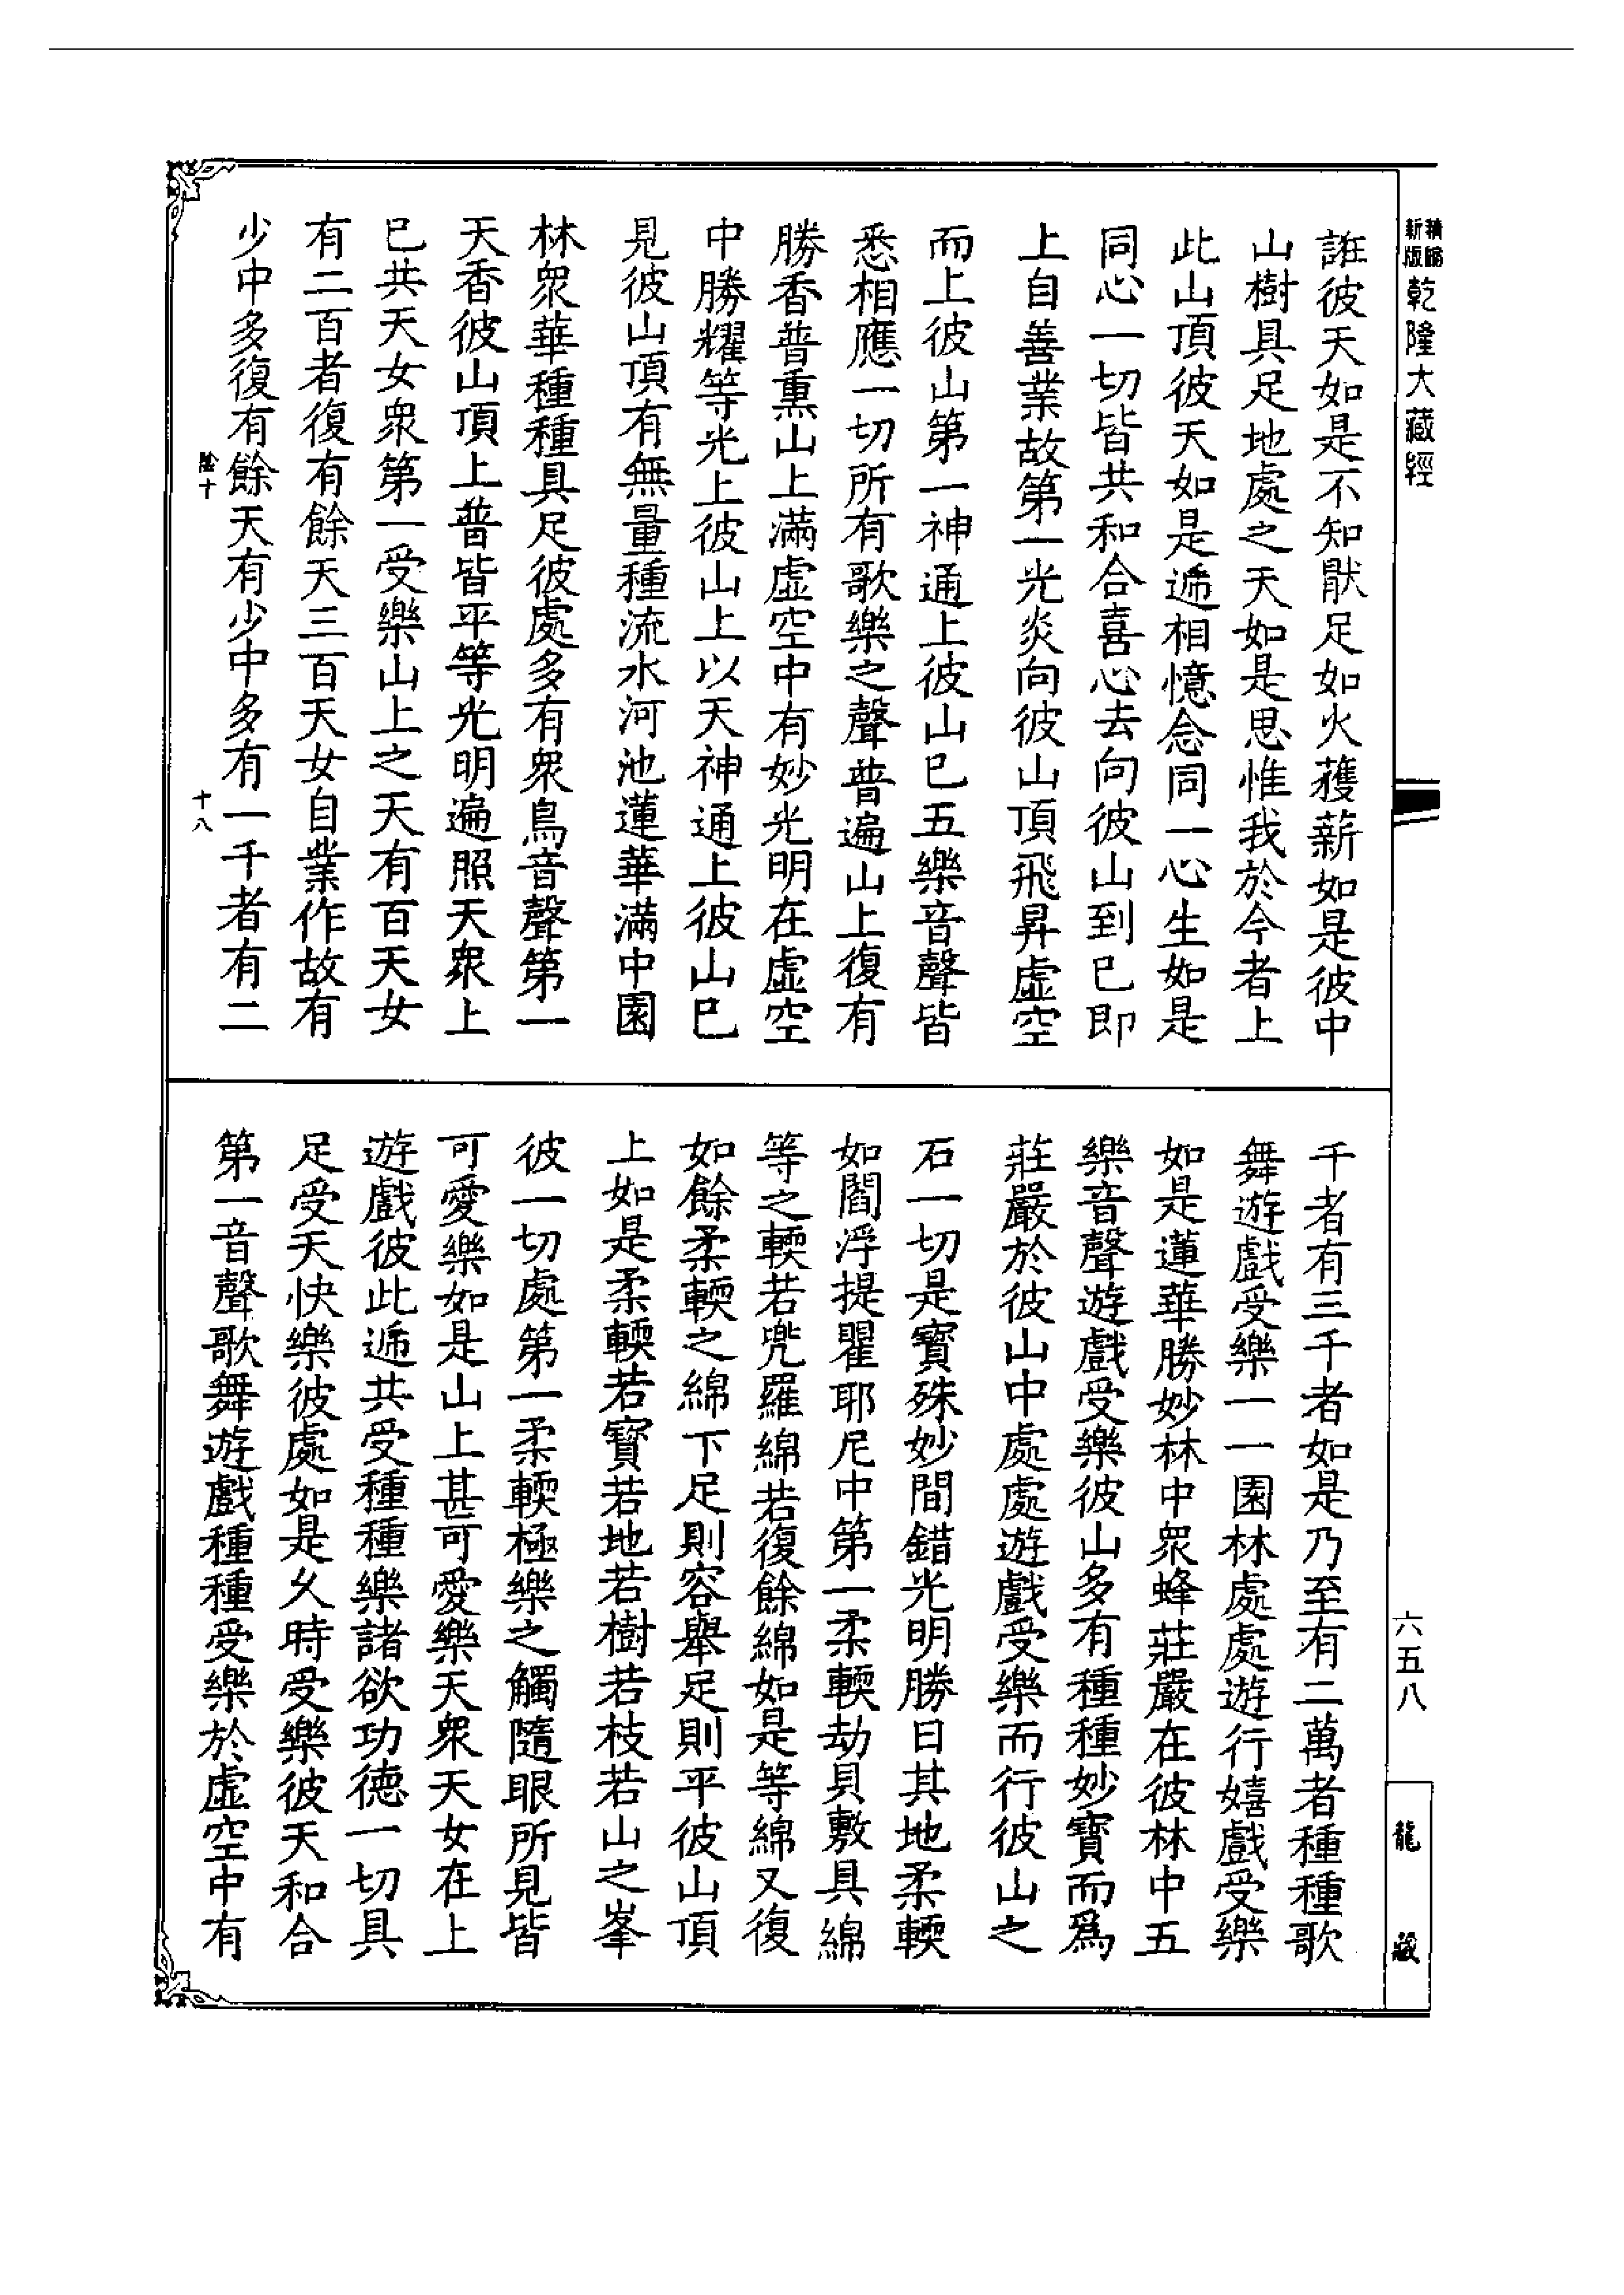 精縮新版乾隆大藏經
誑彼天如是不知猒足如火蒦薪如是彼中
山樹具足地處之天如是思惟我於今者上
此山頂彼天如是遞相憶念同一心生如是
同心一切皆共和合喜心去向彼山到已即
上自善業故第一光炎向彼山頂飛昇虛空
而上彼山第一神通上彼山已五樂音聲皆
悉相應一切所有歌樂之聲普遍山上復有
勝香普熏山上滿虛空中有妙光明在虛空
中勝耀等光上彼山上以天神通上彼山已
見彼山頂有無量種流水河池蓮華滿中園
林眾華種種具足彼處多有眾鳥音聲第一
天香彼山頂上普皆平等光明遍照天眾上
已共天女眾第一受樂山上之天有百天女
有二百者復有餘天三百天女自業作故有
少中多復有餘天有少中多有一千者有二
陰十 十八
千者有三千者如是乃至有二萬者種種歌
舞遊戲受樂一一園林處處遊行嬉戲受樂
如是蓮華勝妙林中眾蜂莊嚴在彼林中五
樂音聲遊戲受樂彼山多有種種妙寶而為
莊嚴於彼山中處處遊戲受樂而行彼山之
石一切是寶殊妙間錯光明勝日其地柔輭
如閻浮提瞿耶尼中第一柔輭劫貝敷具綿
等之輭若兜羅綿若復餘綿如是等綿又復
如餘柔輭之綿下足則容舉足則平彼山頂
上如是柔輭若寶若地若樹若枝若山之峯
彼一切處第一柔輭極樂之觸隨眼所見皆
可愛樂如是山上甚可愛樂天眾天女在上
遊戲彼此遞共受種種樂諸欲功德一切具
足受天快樂彼處如是久時受樂彼天和合
第一音聲歌舞遊戲種種受樂於虛空中有
六五八
龍藏